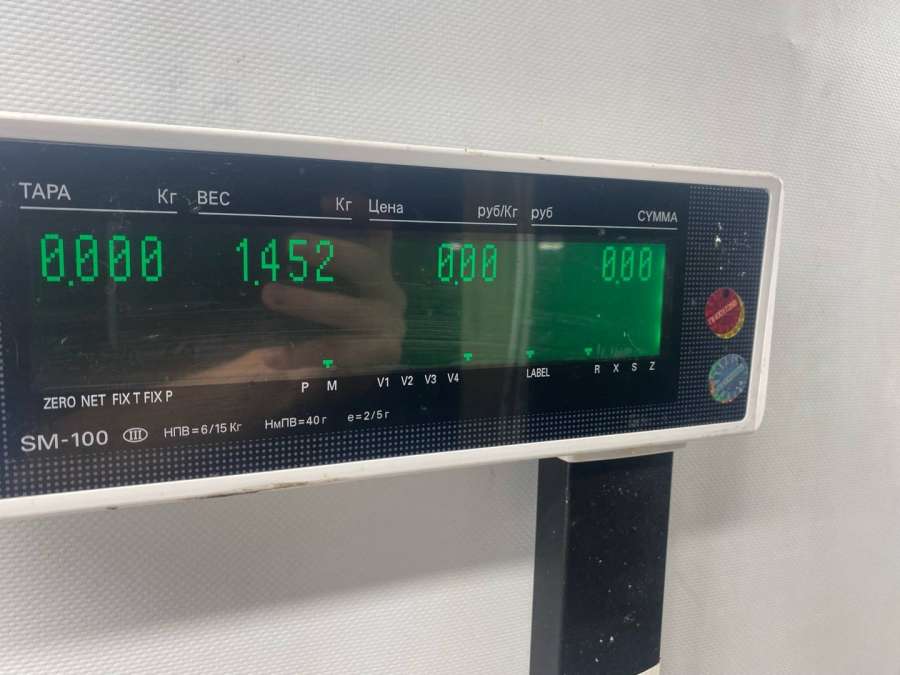 ТАРА Кг ВЕС Кг Цена руб/Кг руб СУММА
0.000 1.452 0.00 0.00
P M V1 V2 V3 V4 LABEL R X S Z
ZERO NET FIX T FIX P
SM-100 III НПВ=6/15 Кг НмПВ=40 г e=2/5 г